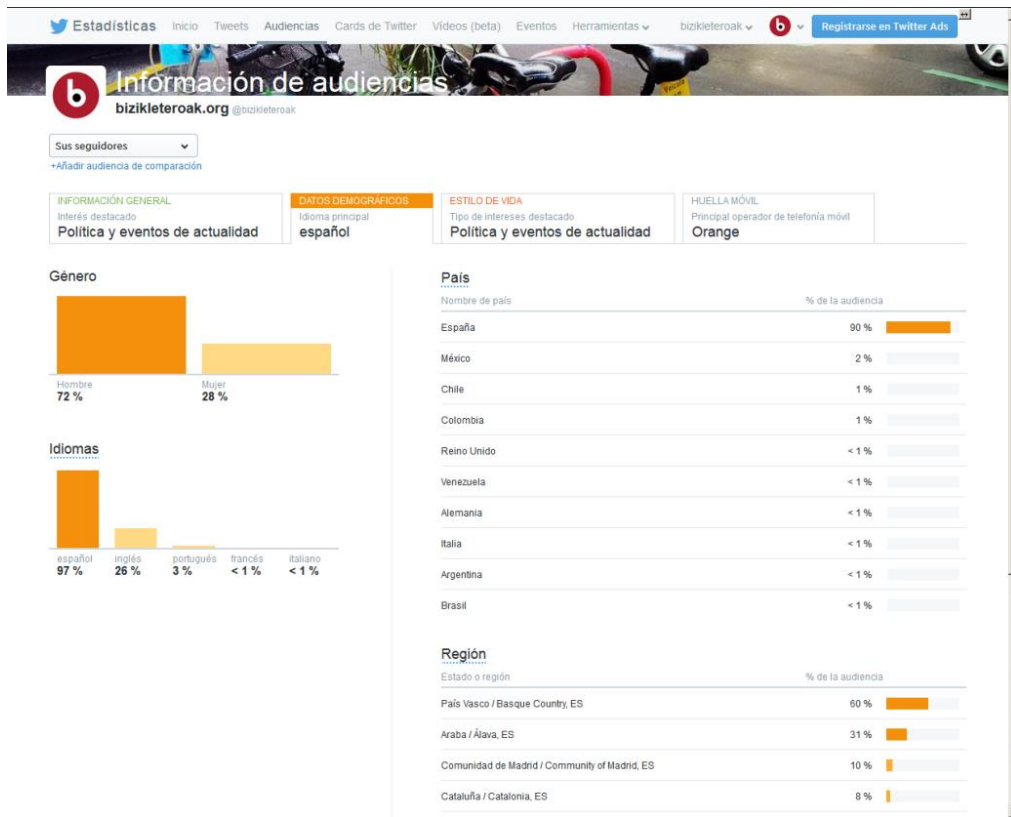 Estadísticas Inicio Tweets Audiencias Cards de Twitter Vídeos (beta) Eventos Herramientas bizikleteroak Registrarse en Twitter Ads
Información de audiencias
bizikleteroak.org @bizikleteroak
Sus seguidores
+Añadir audiencia de comparación
INFORMACIÓN GENERAL
Interés destacado
Política y eventos de actualidad
DATOS DEMOGRÁFICOS
Idioma principal
español
ESTILO DE VIDA
Tipo de intereses destacado
Política y eventos de actualidad
HUELLA MÓVIL
Principal operador de telefonía móvil
Orange
Género
Hombre Mujer
72 % 28 %
Idiomas
español inglés portugués francés italiano
97 % 26 % 3 % < 1 % < 1 %
País
Nombre de país % de la audiencia
España 90 %
México 2 %
Chile 1 %
Colombia 1 %
Reino Unido < 1 %
Venezuela < 1 %
Alemania < 1 %
Italia < 1 %
Argentina < 1 %
Brasil < 1 %
Región
Estado o región % de la audiencia
País Vasco / Basque Country, ES 60 %
Araba / Álava, ES 31 %
Comunidad de Madrid / Community of Madrid, ES 10 %
Cataluña / Catalonia, ES 8 %